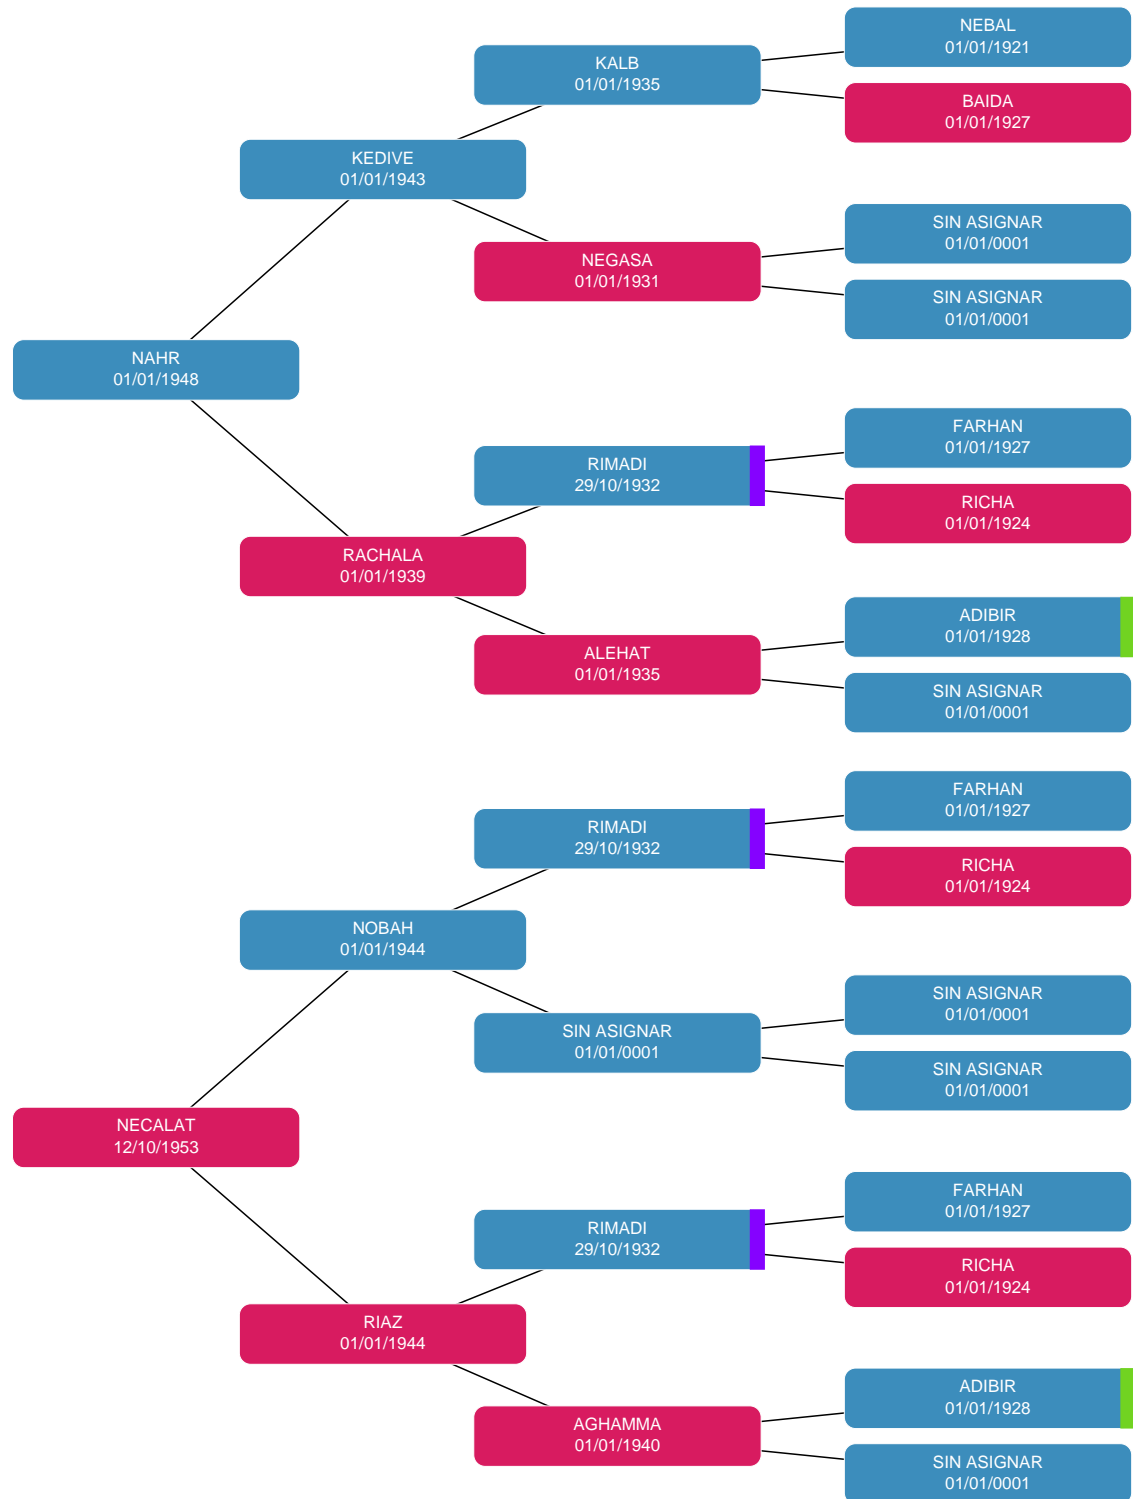 NEBAL
01/01/1921
KALB
01/01/1935
BAIDA
01/01/1927
KEDIVE
01/01/1943
SIN ASIGNAR
01/01/0001
NEGASA
01/01/1931
SIN ASIGNAR
01/01/0001
NAHR
01/01/1948
FARHAN
01/01/1927
RIMADI
29/10/1932
RICHA
01/01/1924
RACHALA
01/01/1939
ADIBIR
01/01/1928
ALEHAT
01/01/1935
SIN ASIGNAR
01/01/0001
FARHAN
01/01/1927
RIMADI
29/10/1932
RICHA
01/01/1924
NOBAH
01/01/1944
SIN ASIGNAR
01/01/0001
SIN ASIGNAR
01/01/0001
SIN ASIGNAR
01/01/0001
NECALAT
12/10/1953
FARHAN
01/01/1927
RIMADI
29/10/1932
RICHA
01/01/1924
RIAZ
01/01/1944
ADIBIR
01/01/1928
AGHAMMA
01/01/1940
SIN ASIGNAR
01/01/0001